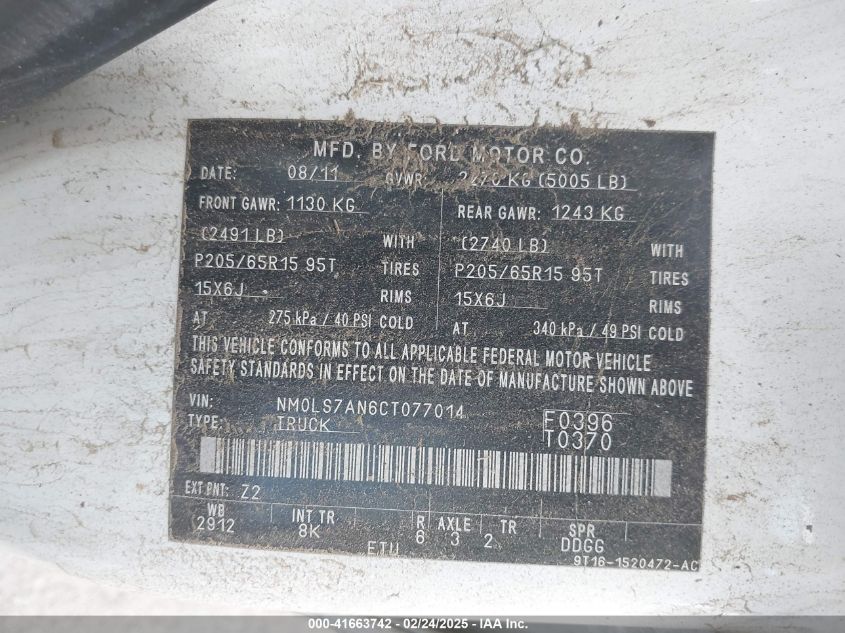 MFD. BY FORD MOTOR CO.
DATE: 08/11 GVWR 2270 KG (5005 LB)
FRONT GAWR: 1130 KG REAR GAWR: 1243 KG
(2491 LB) WITH (2740 LB) WITH
P205/65R15 95T TIRES P205/65R15 95T TIRES
15X6J RIMS 15X6J RIMS
AT 275 kPa / 40 PSI COLD AT 340 kPa / 49 PSI COLD
THIS VEHICLE CONFORMS TO ALL APPLICABLE FEDERAL MOTOR VEHICLE
SAFETY STANDARDS IN EFFECT ON THE DATE OF MANUFACTURE SHOWN ABOVE
VIN: NM0LS7AN6CT077014 F0396
TYPE: TRUCK T0370
EXT PNT: Z2
WB INT TR R AXLE TR SPR
2912 8K 6 3 2 DDGG
ETU 9T16-1520472-AC
000-41663742 - 02/24/2025 - IAA Inc.